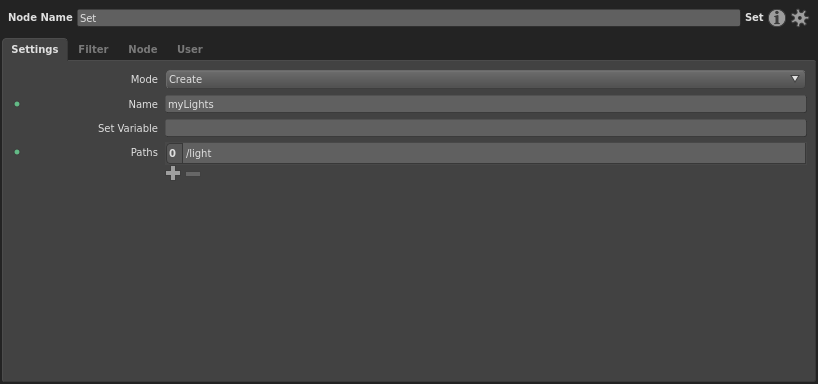 Node Name Set Set
Settings Filter Node User
Mode Create
Name myLights
Set Variable
Paths 0 /light